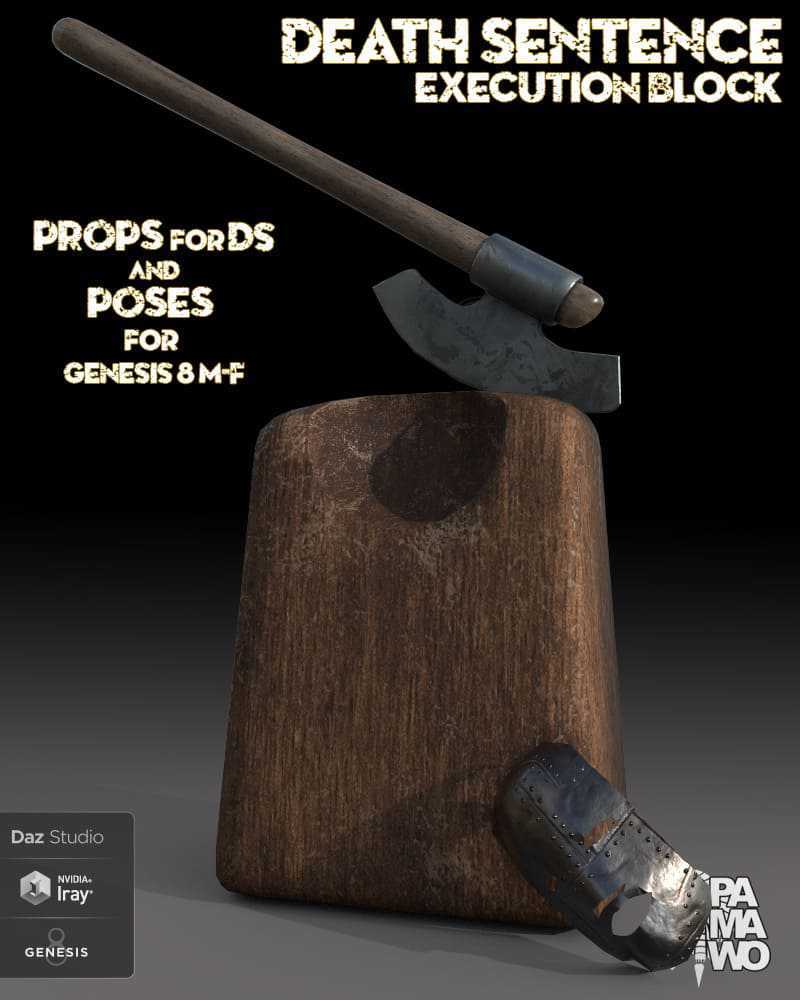 DEATH SENTENCE
EXECUTION BLOCK
PROPS FOR DS
AND
POSES
FOR
GENESIS 8 M-F
Daz Studio
NVIDIA®
Iray®
8
GENESIS
PA
MA
WO